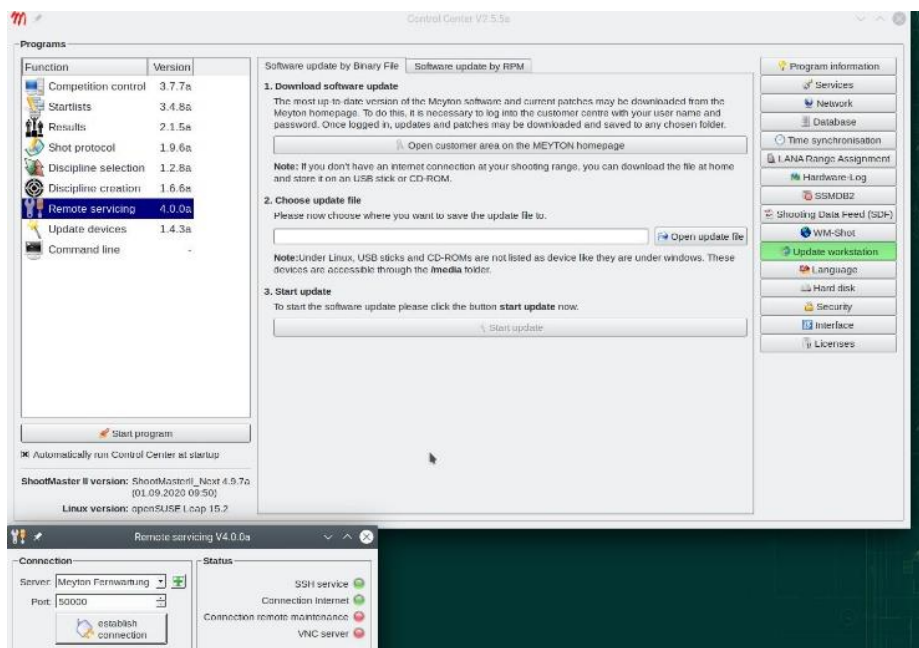 Control Center V2.5.5a
Programs
Function Version
Competition control 3.7.7a
Startlists 3.4.8a
Results 2.1.5a
Shot protocol 1.9.6a
Discipline selection 1.2.8a
Discipline creation 1.6.6a
Remote servicing 4.0.0a
Update devices 1.4.3a
Command line -
Start program
Automatically run Control Center at startup
ShootMaster II version: ShootMasterII_Next 4.9.7a
(01.09.2020 09:50)
Linux version: openSUSE Leap 15.2
Software update by Binary File Software update by RPM
1. Download software update
The most up-to-date version of the Meyton software and current patches may be downloaded from the
Meyton homepage. To do this, it is necessary to log into the customer centre with your user name and
password. Once logged in, updates and patches may be downloaded and saved to any chosen folder.
Open customer area on the MEYTON homepage
Note: If you don't have an internet connection at your shooting range, you can download the file at home
and store it on an USB stick or CD-ROM.
2. Choose update file
Please now choose where you want to save the update file to.
Open update file
Note:Under Linux, USB sticks and CD-ROMs are not listed as device like they are under windows. These
devices are accessible through the /media folder.
3. Start update
To start the software update please click the button start update now.
Start update
Program information
Services
Network
Database
Time synchronisation
LANA Range Assignment
Hardware-Log
SSMDB2
Shooting Data Feed (SDF)
WM-Shot
Update workstation
Language
Hard disk
Security
Interface
Licenses
Remote servicing V4.0.0a
Connection
Server: Meyton Fernwartung
Port: 50000
establish
connection
Status
SSH service
Connection Internet
Connection remote maintenance
VNC server